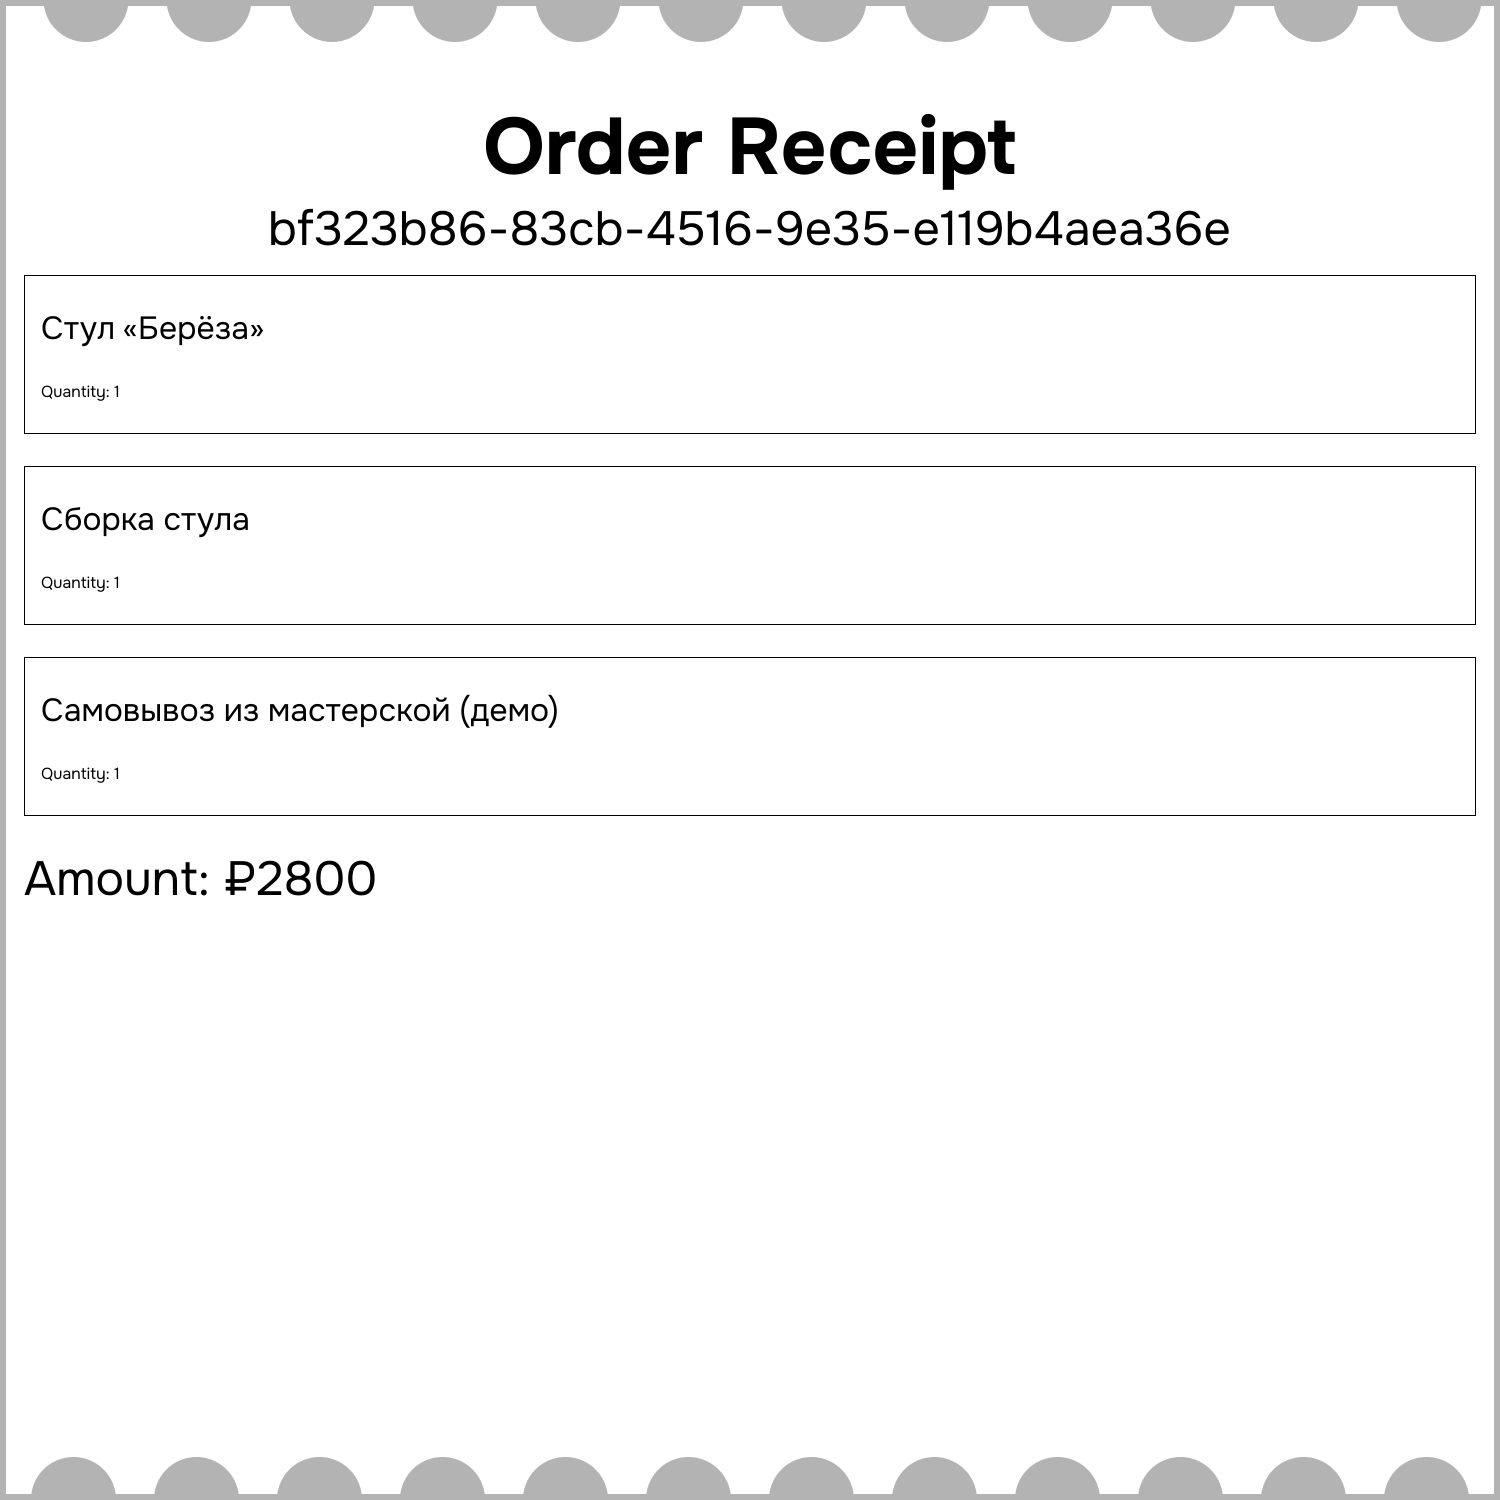 Order Receipt
bf323b86-83cb-4516-9e35-e119b4aea36e
Стул «Берёза»
Quantity: 1
Сборка стула
Quantity: 1
Самовывоз из мастерской (демо)
Quantity: 1
Amount: ₽2800